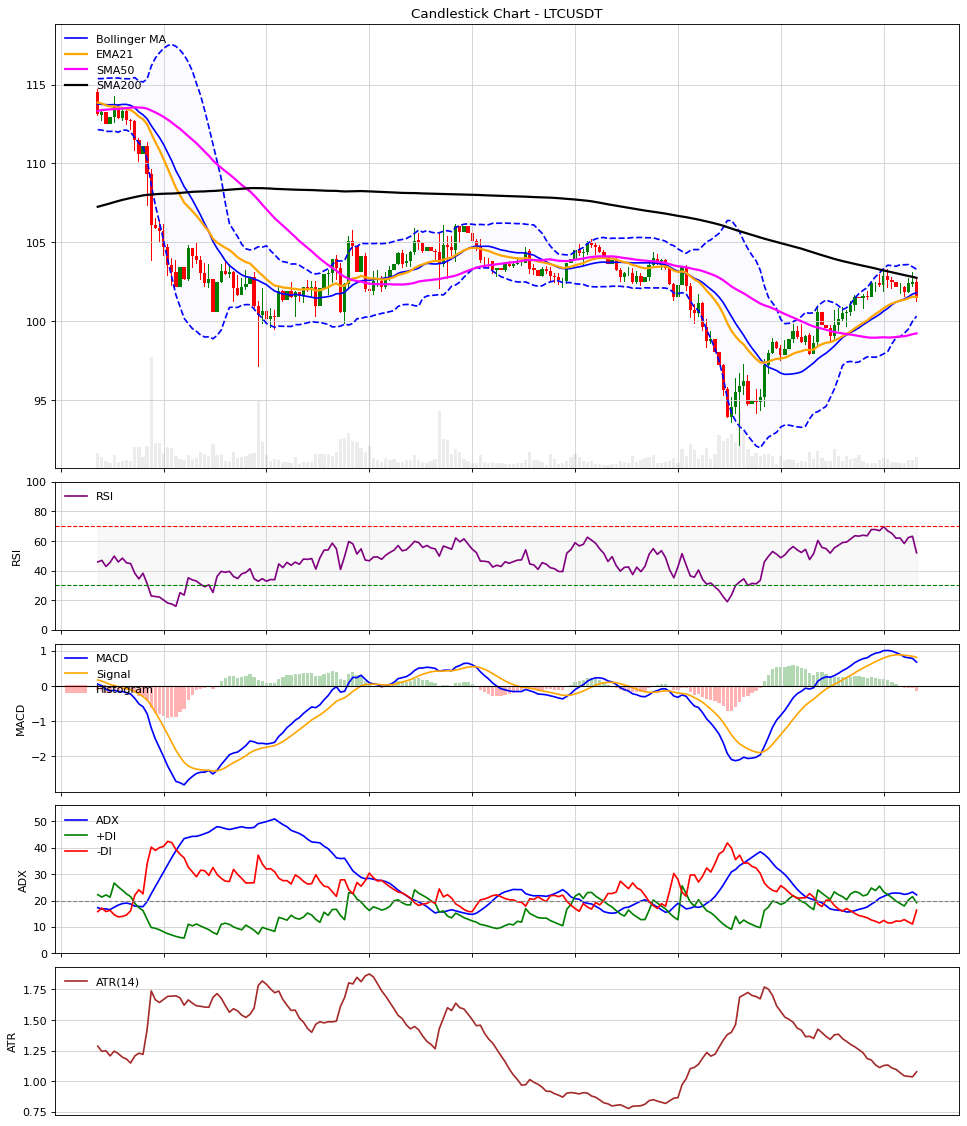 Candlestick Chart - LTCUSDT
Bollinger MA
EMA21
SMA50
SMA200
115
110
105
100
95
RSI
100
80
60
40
20
0
RSI
MACD
Signal
Histogram
1
0
−1
−2
MACD
ADX
+DI
-DI
50
40
30
20
10
0
ADX
ATR(14)
1.75
1.50
1.25
1.00
0.75
ATR